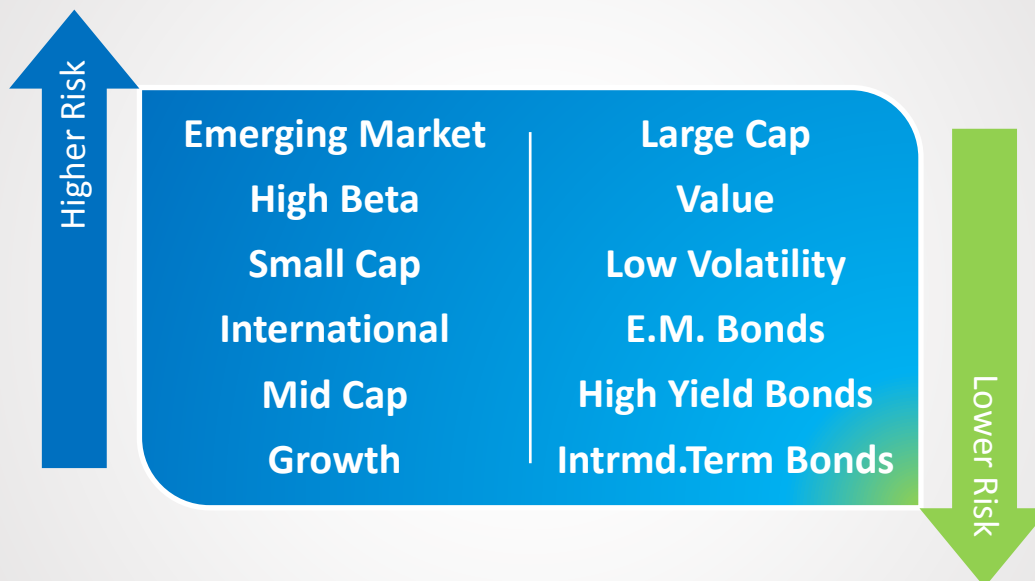 Higher Risk
Emerging Market
High Beta
Small Cap
International
Mid Cap
Growth
Large Cap
Value
Low Volatility
E.M. Bonds
High Yield Bonds
Intrmd.Term Bonds
Lower Risk